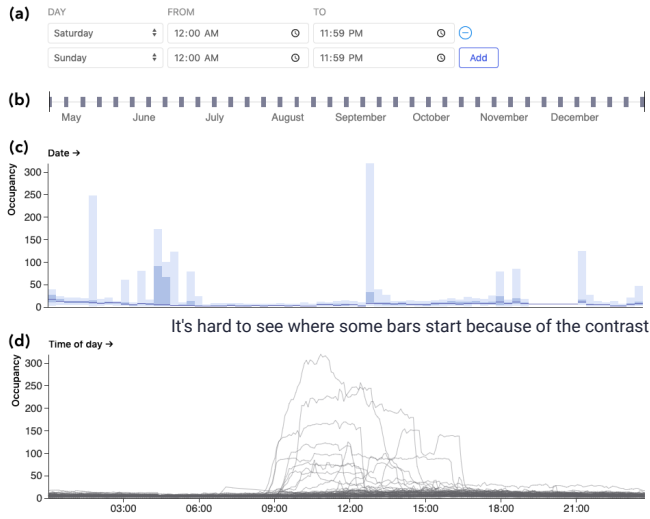 (a) DAY FROM TO
Saturday 12:00 AM 11:59 PM
Sunday 12:00 AM 11:59 PM Add
(b)
May June July August September October November December
(c) Date →
Occupancy
300
250
200
150
100
50
0
It's hard to see where some bars start because of the contrast
(d) Time of day →
Occupancy
300
250
200
150
100
50
0
03:00 06:00 09:00 12:00 15:00 18:00 21:00